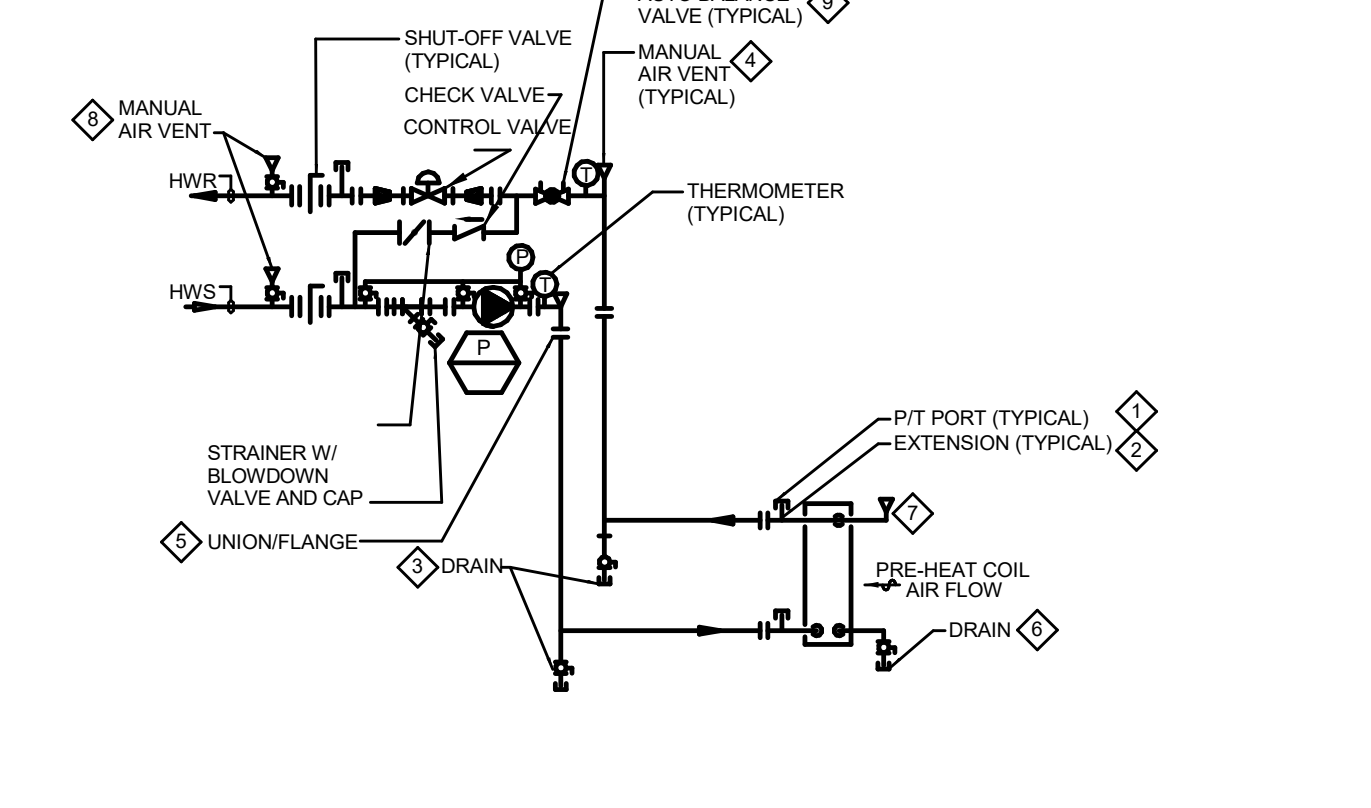 VALVE (TYPICAL)
9
SHUT-OFF VALVE
(TYPICAL)
MANUAL
AIR VENT
(TYPICAL)
4
CHECK VALVE
8
MANUAL
AIR VENT
CONTROL VALVE
HWR
T
THERMOMETER
(TYPICAL)
P
T
HWS
P
P/T PORT (TYPICAL)
1
EXTENSION (TYPICAL)
2
STRAINER W/
BLOWDOWN
VALVE AND CAP
7
5
UNION/FLANGE
3
DRAIN
PRE-HEAT COIL
AIR FLOW
DRAIN
6